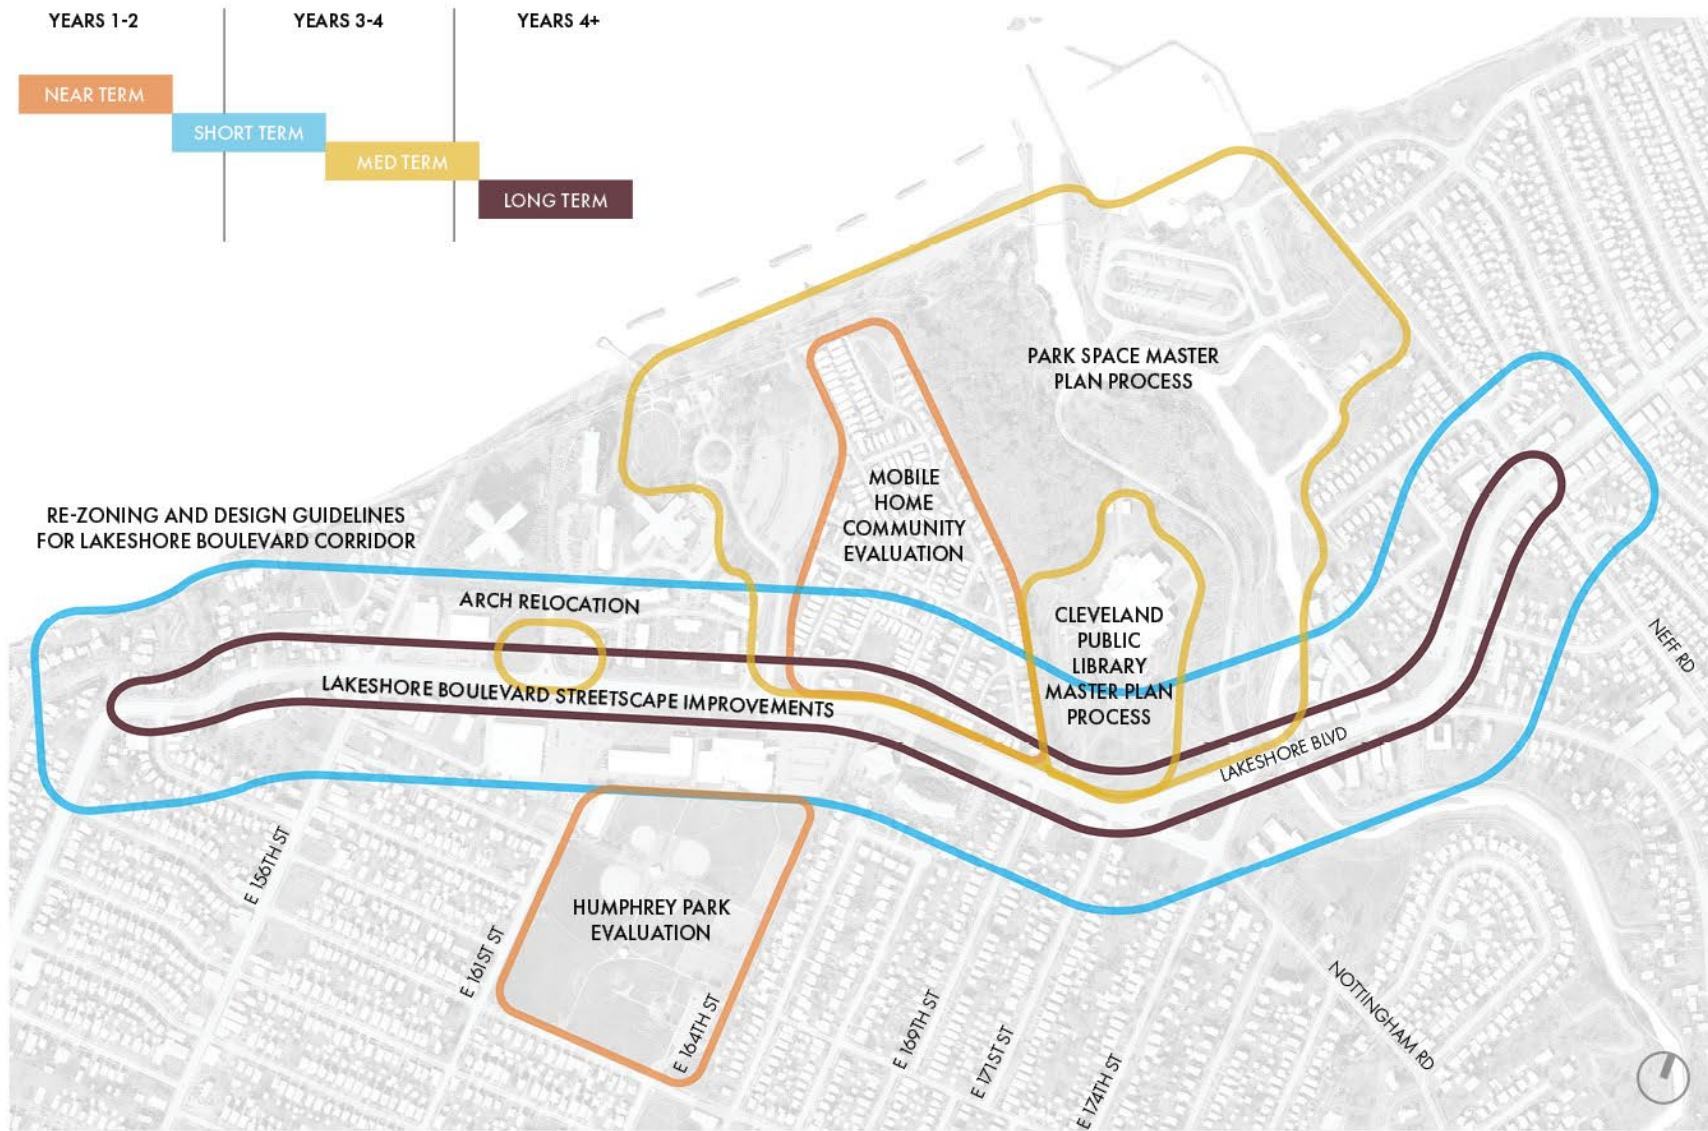 YEARS 1-2
YEARS 3-4
YEARS 4+
NEAR TERM
SHORT TERM
MED TERM
LONG TERM
PARK SPACE MASTER
PLAN PROCESS
MOBILE
HOME
COMMUNITY
EVALUATION
RE-ZONING AND DESIGN GUIDELINES
FOR LAKESHORE BOULEVARD CORRIDOR
ARCH RELOCATION
CLEVELAND
PUBLIC
LIBRARY
MASTER PLAN
PROCESS
LAKESHORE BOULEVARD STREETSCAPE IMPROVEMENTS
LAKESHORE BLVD
NEFF RD
E 156TH ST
HUMPHREY PARK
EVALUATION
E 161ST ST
E 164TH ST
E 169TH ST
E 171ST ST
E 174TH ST
NOTTINGHAM RD